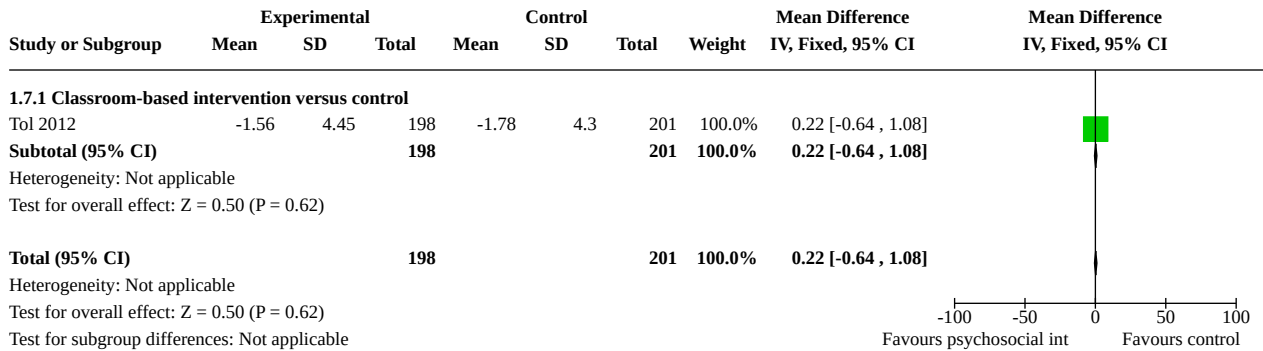 Experimental Control Mean Difference Mean Difference
Study or Subgroup Mean SD Total Mean SD Total Weight IV, Fixed, 95% CI IV, Fixed, 95% CI
1.7.1 Classroom-based intervention versus control
Tol 2012 -1.56 4.45 198 -1.78 4.3 201 100.0% 0.22 [-0.64 , 1.08]
Subtotal (95% CI) 198 201 100.0% 0.22 [-0.64 , 1.08]
Heterogeneity: Not applicable
Test for overall effect: Z = 0.50 (P = 0.62)
Total (95% CI) 198 201 100.0% 0.22 [-0.64 , 1.08]
Heterogeneity: Not applicable
Test for overall effect: Z = 0.50 (P = 0.62)
-100 -50 0 50 100
Test for subgroup differences: Not applicable Favours psychosocial int Favours control